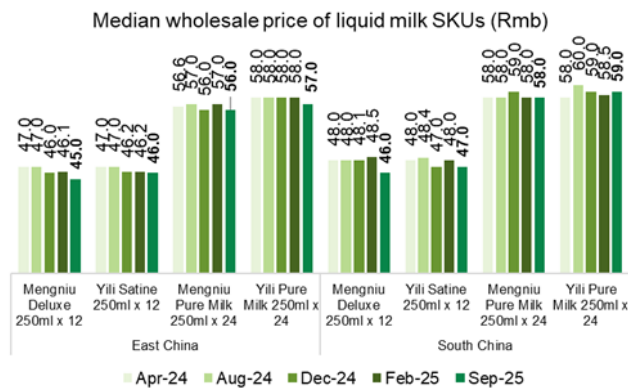 Median wholesale price of liquid milk SKUs (Rmb)
47.0 47.0 46.0 46.1 45.0
47.0 47.0 46.2 46.2 46.0
56.6 57.0 56.0 57.0 56.0
58.0 58.0 58.0 58.0 57.0
48.0 48.0 48.1 48.5 46.0
48.0 48.4 47.0 48.0 47.0
58.0 58.0 59.0 58.0 58.0
58.0 60.0 59.0 58.5 59.0
Mengniu
Deluxe
250ml x 12
Yili Satine
250ml x 12
Mengniu
Pure Milk
250ml x 24
Yili Pure
Milk 250ml x
24
Mengniu
Deluxe
250ml x 12
Yili Satine
250ml x 12
Mengniu
Pure Milk
250ml x 24
Yili Pure
Milk 250ml x
24
East China
South China
Apr-24 Aug-24 Dec-24 Feb-25 Sep-25